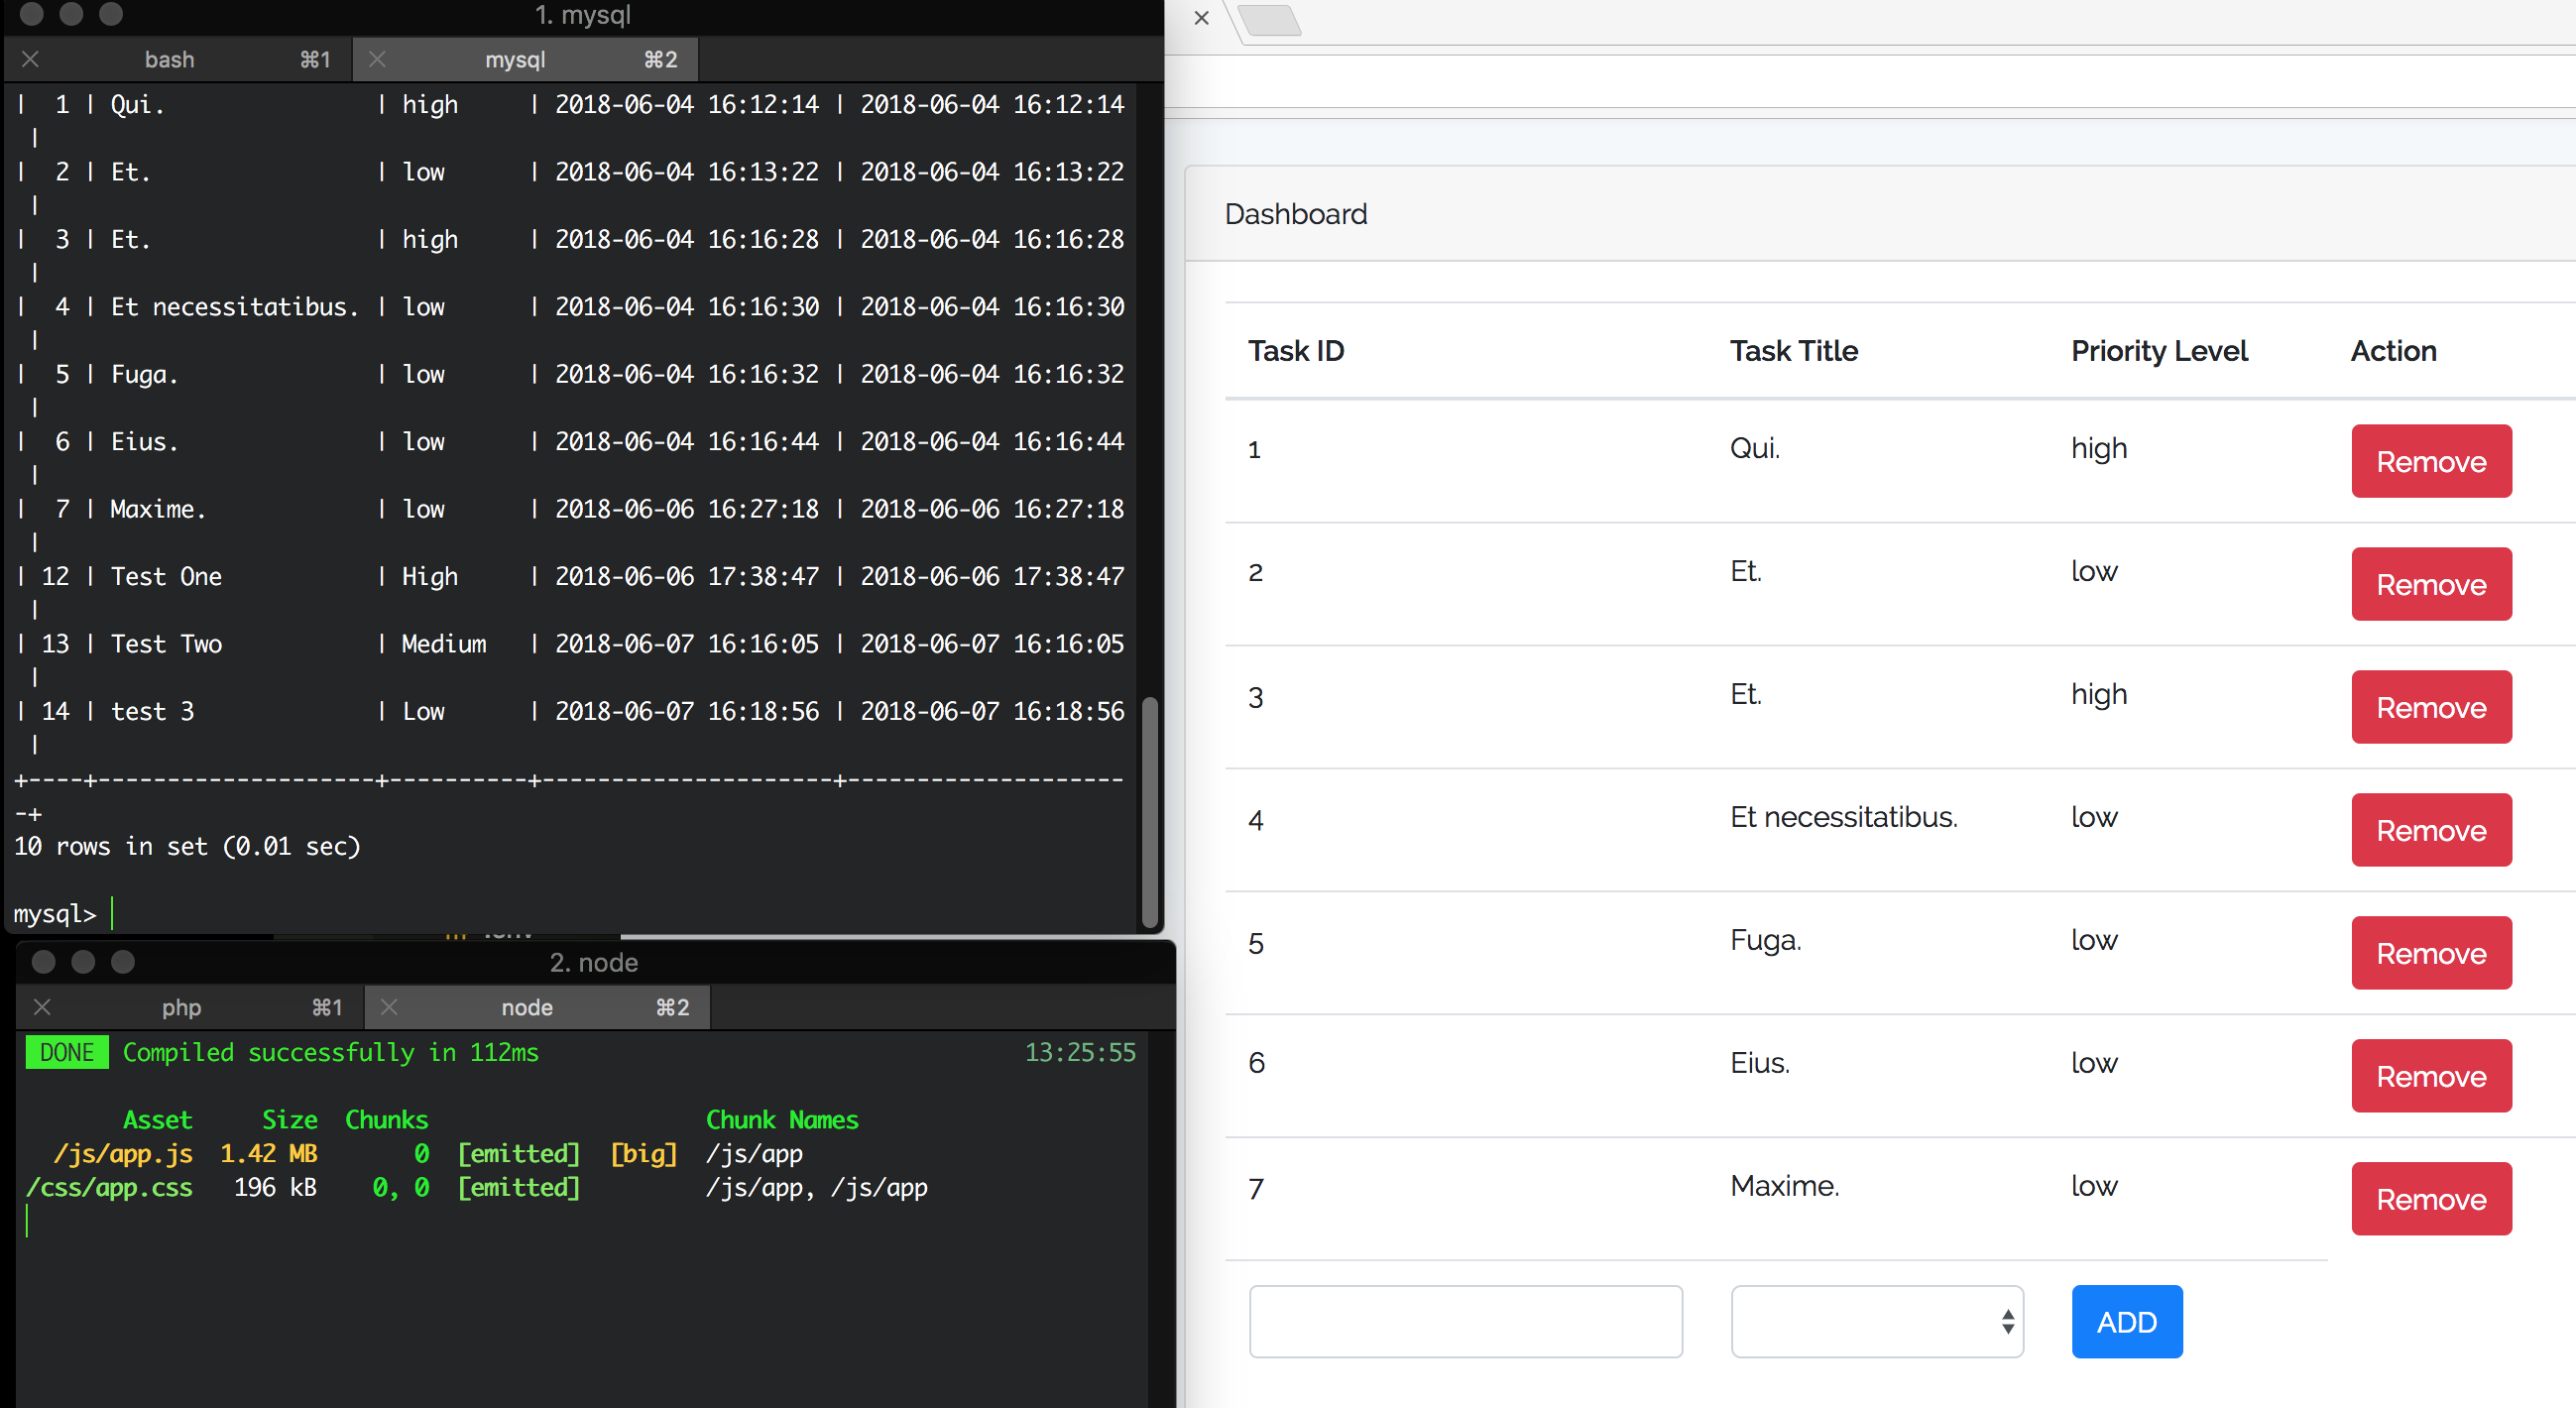 1. mysql
bash ⌘1 mysql ⌘2
| 1 | Qui. | high | 2018-06-04 16:12:14 | 2018-06-04 16:12:14
|
| 2 | Et. | low | 2018-06-04 16:13:22 | 2018-06-04 16:13:22
|
| 3 | Et. | high | 2018-06-04 16:16:28 | 2018-06-04 16:16:28
|
| 4 | Et necessitatibus. | low | 2018-06-04 16:16:30 | 2018-06-04 16:16:30
|
| 5 | Fuga. | low | 2018-06-04 16:16:32 | 2018-06-04 16:16:32
|
| 6 | Eius. | low | 2018-06-04 16:16:44 | 2018-06-04 16:16:44
|
| 7 | Maxime. | low | 2018-06-06 16:27:18 | 2018-06-06 16:27:18
|
| 12 | Test One | High | 2018-06-06 17:38:47 | 2018-06-06 17:38:47
|
| 13 | Test Two | Medium | 2018-06-07 16:16:05 | 2018-06-07 16:16:05
|
| 14 | test 3 | Low | 2018-06-07 16:18:56 | 2018-06-07 16:18:56
|
+----+--------------------+----------+---------------------+--------------------
-+
10 rows in set (0.01 sec)
mysql>
2. node
php ⌘1 node ⌘2
DONE Compiled successfully in 112ms 13:25:55
Asset Size Chunks Chunk Names
/js/app.js 1.42 MB 0 [emitted] [big] /js/app
/css/app.css 196 kB 0, 0 [emitted] /js/app, /js/app
Dashboard
Task ID Task Title Priority Level Action
1 Qui. high Remove
2 Et. low Remove
3 Et. high Remove
4 Et necessitatibus. low Remove
5 Fuga. low Remove
6 Eius. low Remove
7 Maxime. low Remove
ADD